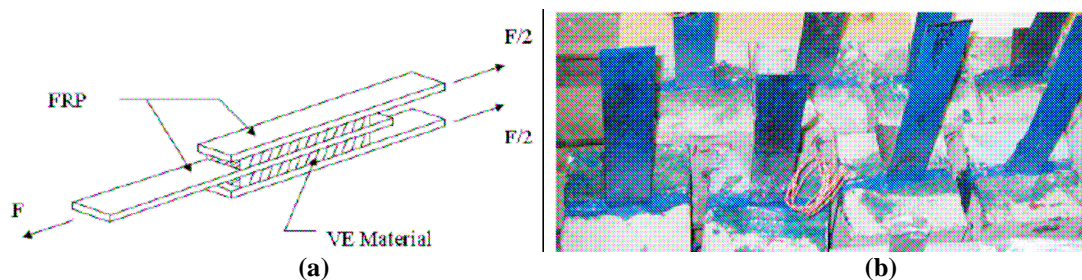 F/2
FRP
F/2
F
VE Material
(a)
(b)